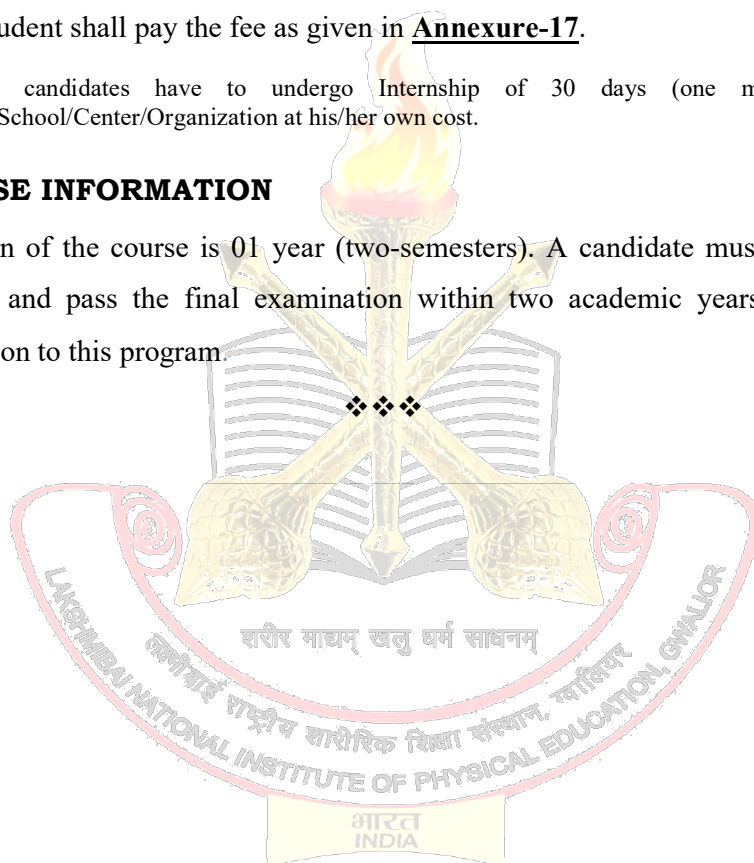 udent shall pay the fee as given in Annexure-17.
candidates have to undergo Internship of 30 days (one m
School/Center/Organization at his/her own cost.
SE INFORMATION
n of the course is 01 year (two-semesters). A candidate mus
and pass the final examination within two academic years
on to this program.
❖❖❖
शरीर माद्यम् खलु धर्म साधनम्
लक्ष्मीबाई राष्ट्रीय शारीरिक शिक्षा संस्थान, ग्वालियर
LAKSHMIBAI NATIONAL INSTITUTE OF PHYSICAL EDUCATION, GWALIOR
भारत
INDIA